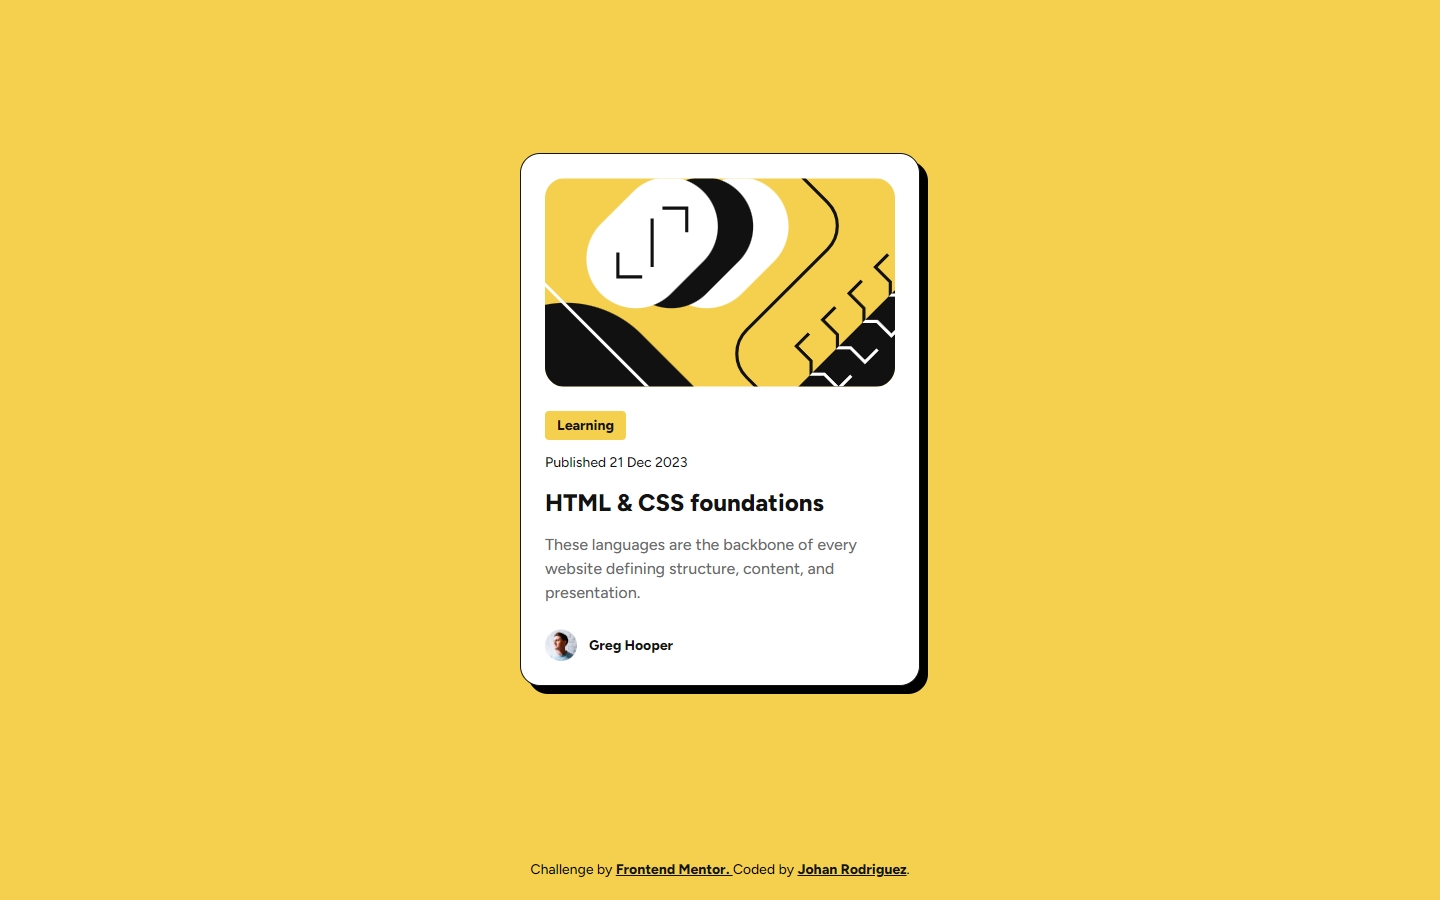 Learning
Published 21 Dec 2023
HTML & CSS foundations
These languages are the backbone of every
website defining structure, content, and
presentation.
Greg Hooper
Challenge by Frontend Mentor. Coded by Johan Rodriguez.